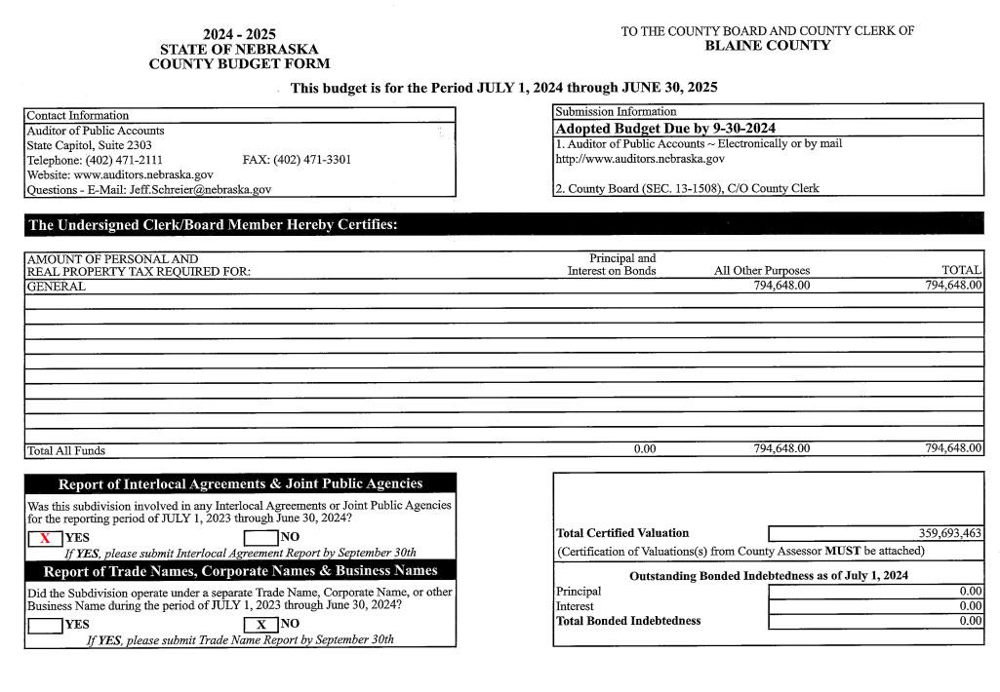 2024 - 2025
STATE OF NEBRASKA
COUNTY BUDGET FORM
TO THE COUNTY BOARD AND COUNTY CLERK OF
BLAINE COUNTY
This budget is for the Period JULY 1, 2024 through JUNE 30, 2025
Contact Information
Auditor of Public Accounts
State Capitol, Suite 2303
Telephone: (402) 471-2111 FAX: (402) 471-3301
Website: www.auditors.nebraska.gov
Questions - E-Mail: Jeff.Schreier@nebraska.gov
Submission Information
Adopted Budget Due by 9-30-2024
1. Auditor of Public Accounts ~ Electronically or by mail
http://www.auditors.nebraska.gov
2. County Board (SEC. 13-1508), C/O County Clerk
The Undersigned Clerk/Board Member Hereby Certifies:
AMOUNT OF PERSONAL AND
REAL PROPERTY TAX REQUIRED FOR:
Principal and
Interest on Bonds
All Other Purposes
TOTAL
GENERAL 794,648.00 794,648.00
Total All Funds 0.00 794,648.00 794,648.00
Report of Interlocal Agreements & Joint Public Agencies
Was this subdivision involved in any Interlocal Agreements or Joint Public Agencies
for the reporting period of JULY 1, 2023 through June 30, 2024?
X YES NO
If YES, please submit Interlocal Agreement Report by September 30th
Report of Trade Names, Corporate Names & Business Names
Did the Subdivision operate under a separate Trade Name, Corporate Name, or other
Business Name during the period of JULY 1, 2023 through June 30, 2024?
YES X NO
If YES, please submit Trade Name Report by September 30th
Total Certified Valuation 359,693,463
(Certification of Valuations(s) from County Assessor MUST be attached)
Outstanding Bonded Indebtedness as of July 1, 2024
Principal 0.00
Interest 0.00
Total Bonded Indebtedness 0.00